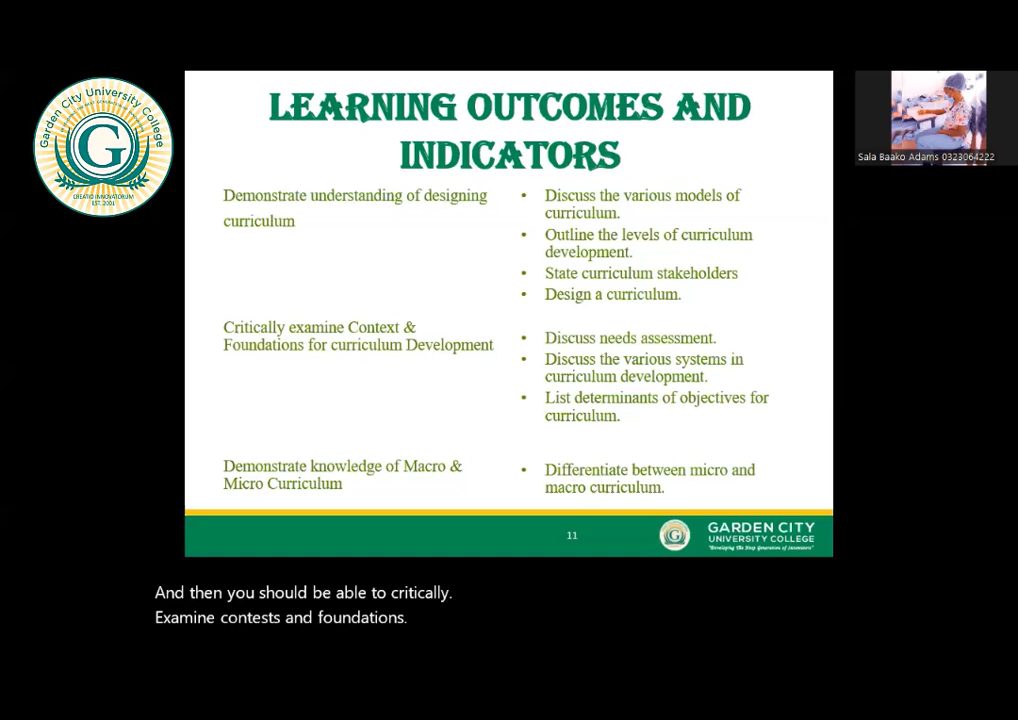 Garden City University College
G
CREATIO INNOVATORUM
EST. 2001
LEARNING OUTCOMES AND
INDICATORS
Demonstrate understanding of designing
curriculum
• Discuss the various models of
curriculum.
• Outline the levels of curriculum
development.
• State curriculum stakeholders
• Design a curriculum.
Critically examine Context &
Foundations for curriculum Development
• Discuss needs assessment.
• Discuss the various systems in
curriculum development.
• List determinants of objectives for
curriculum.
Demonstrate knowledge of Macro &
Micro Curriculum
• Differentiate between micro and
macro curriculum.
11
G
GARDEN CITY
UNIVERSITY COLLEGE
Sala Baako Adams 0323064222
And then you should be able to critically.
Examine contests and foundations.